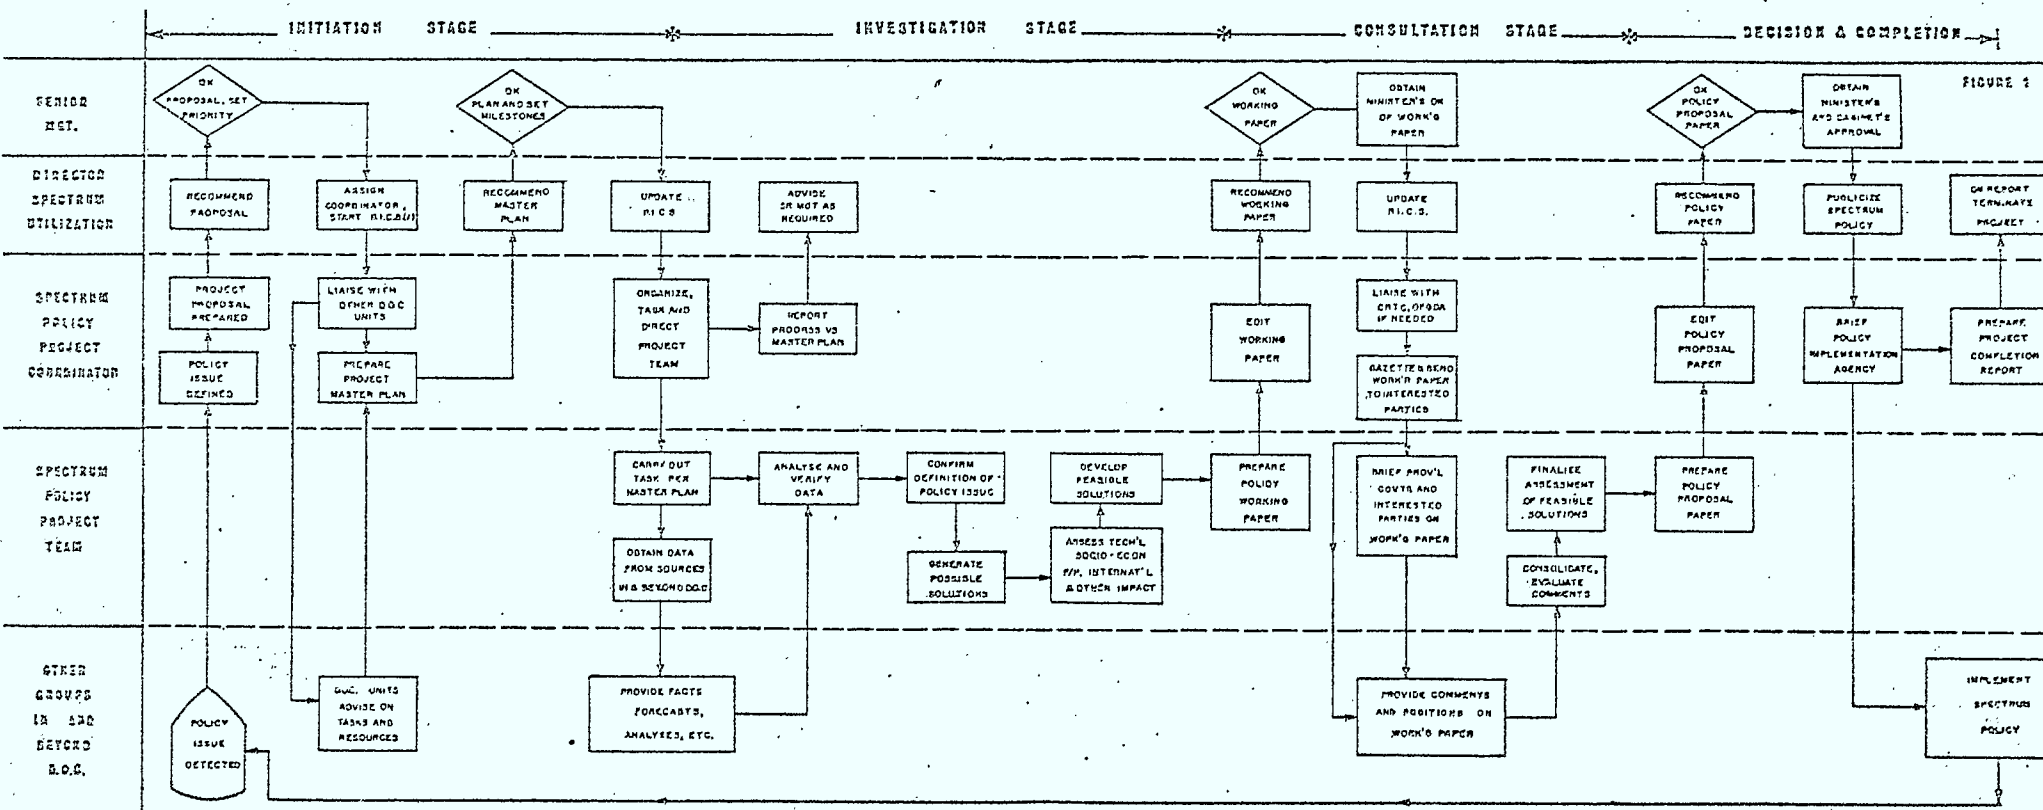 INITIATION STAGE
INVESTIGATION STAGE
CONSULTATION STAGE
DECISION & COMPLETION
FIGURE
SENIOR
MGT.
OK
PROPOSAL, SET
PRIORITY
OK
PLAN AND SET
MILESTONES
OK
WORKING
PAPER
OBTAIN
MINISTER'S OK
OF WORK'G
PAPER
OK
POLICY
PROPOSAL
PAPER
OBTAIN
MINISTER'S
AND CABINET'S
APPROVAL
DIRECTOR
SPECTRUM
UTILIZATION
RECOMMEND
PROPOSAL
ASSIGN
COORDINATOR,
START
RECOMMEND
MASTER
PLAN
UPDATE
ADVISE
SR MGT AS
REQUIRED
RECOMMEND
WORKING
PAPER
UPDATE
RECOMMEND
POLICY
PAPER
PUBLICIZE
SPECTRUM
POLICY
ON REPORT
TERMINATE
PROJECT
SPECTRUM
POLICY
PROJECT
COORDINATOR
PROJECT
PROPOSAL
PREPARED
POLICY
ISSUE
DEFINED
LIAISE WITH
OTHER D.O.C
UNITS
PREPARE
PROJECT
MASTER PLAN
ORGANIZE,
TASK AND
DIRECT
PROJECT
TEAM
REPORT
PROGRSS VS
MASTER PLAN
EDIT
WORKING
PAPER
LIAISE WITH
CRTC,
IF NEEDED
GAZETTE & SEND
WORK'G PAPER
TO INTERESTED
PARTIES
EDIT
POLICY
PROPOSAL
PAPER
BRIEF
POLICY
IMPLEMENTATION
AGENCY
PREPARE
PROJECT
COMPLETION
REPORT
SPECTRUM
POLICY
PROJECT
TEAM
CARRY OUT
TASK PER
MASTER PLAN
ANALYSE AND
VERIFY
DATA
CONFIRM
DEFINITION OF
POLICY ISSUE
DEVELOP
FEASIBLE
SOLUTIONS
PREPARE
POLICY
WORKING
PAPER
BRIEF PROV'L
GOVTS AND
INTERESTED
PARTIES ON
WORK'G PAPER
FINALIZE
ASSESSMENT
OF FEASIBLE
SOLUTIONS
PREPARE
POLICY
PROPOSAL
PAPER
OBTAIN DATA
FROM SOURCES
IN & BEYOND D.O.C
GENERATE
POSSIBLE
SOLUTIONS
ASSESS TECH'L
SOCIO-ECON
INTERNAT'L
& OTHER IMPACT
CONSOLIDATE,
EVALUATE
COMMENTS
OTHER
GROUPS
IN AND
BEYOND
D.O.C.
POLICY
ISSUE
DETECTED
D.O.C. UNITS
ADVISE ON
TASKS AND
RESOURCES
PROVIDE FACTS
FORECASTS,
ANALYSES, ETC.
PROVIDE COMMENTS
AND POSITIONS ON
WORK'G PAPER
IMPLEMENT
SPECTRUM
POLICY